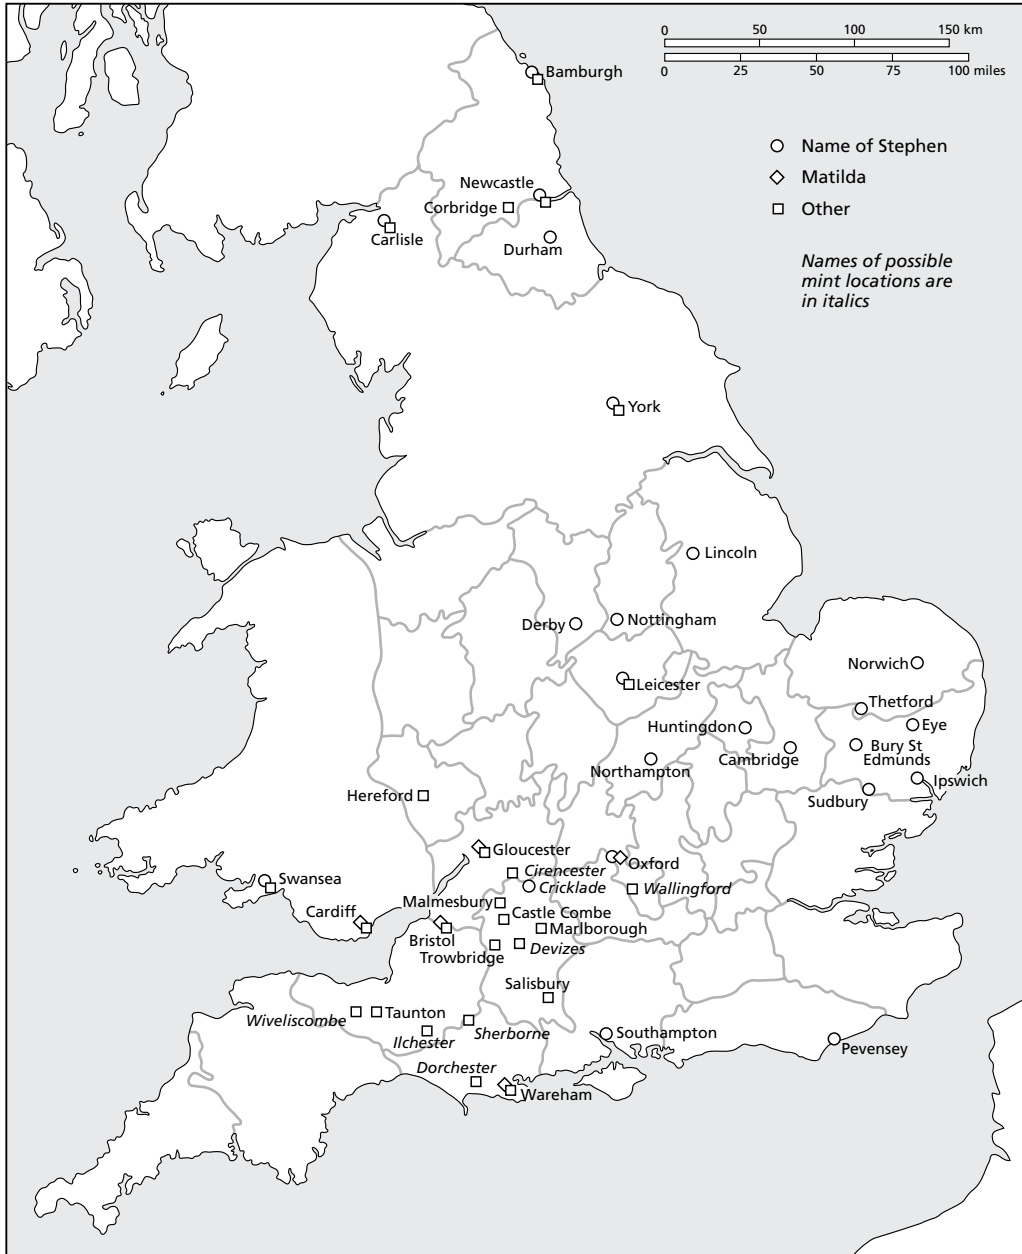 0 50 100 150 km
0 25 50 75 100 miles
Bamburgh
Name of Stephen
Matilda
Other
Names of possible
mint locations are
in italics
Newcastle
Corbridge
Carlisle
Durham
York
Lincoln
Derby
Nottingham
Norwich
Leicester
Thetford
Eye
Huntingdon
Cambridge
Bury St
Edmunds
Northampton
Ipswich
Sudbury
Hereford
Gloucester
Oxford
Cirencester
Cricklade
Wallingford
Swansea
Cardiff
Malmesbury
Castle Combe
Marlborough
Bristol
Trowbridge
Devizes
Salisbury
Wiveliscombe
Taunton
Ilchester
Sherborne
Southampton
Pevensey
Dorchester
Wareham